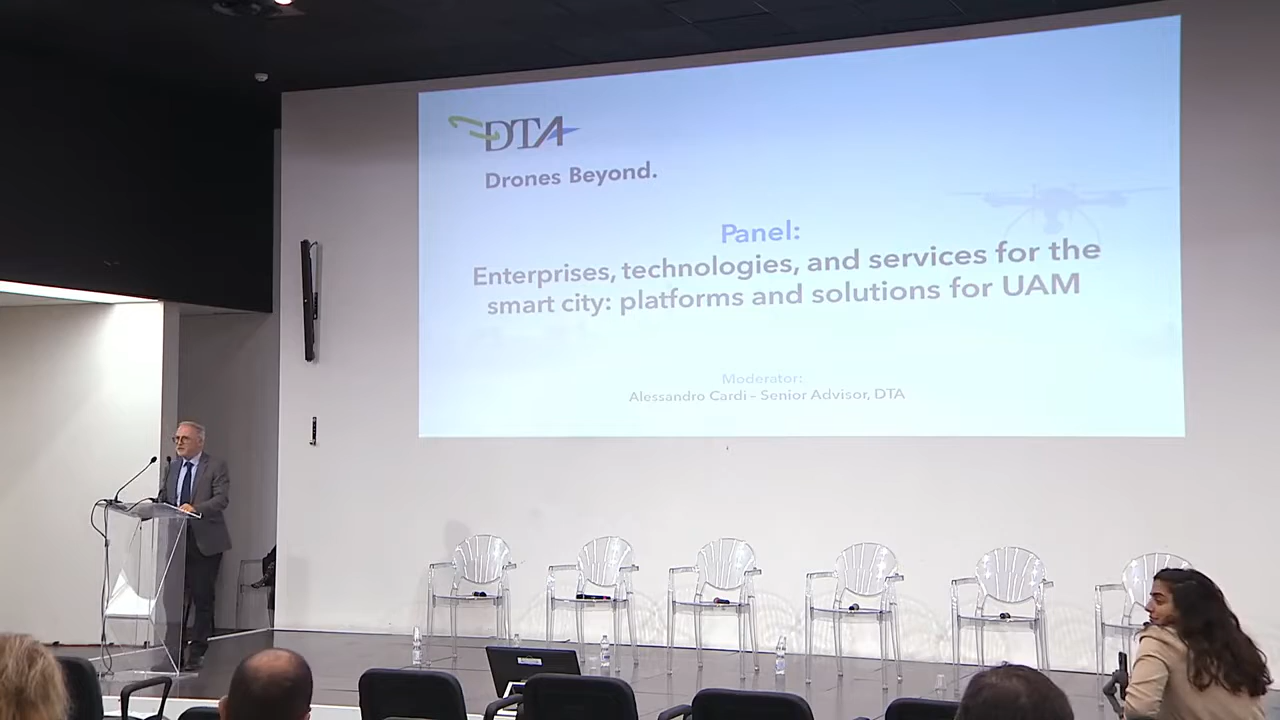 DTA
Drones Beyond.
Panel:
Enterprises, technologies, and services for the
smart city: platforms and solutions for UAM
Moderator:
Alessandro Cardi – Senior Advisor, DTA